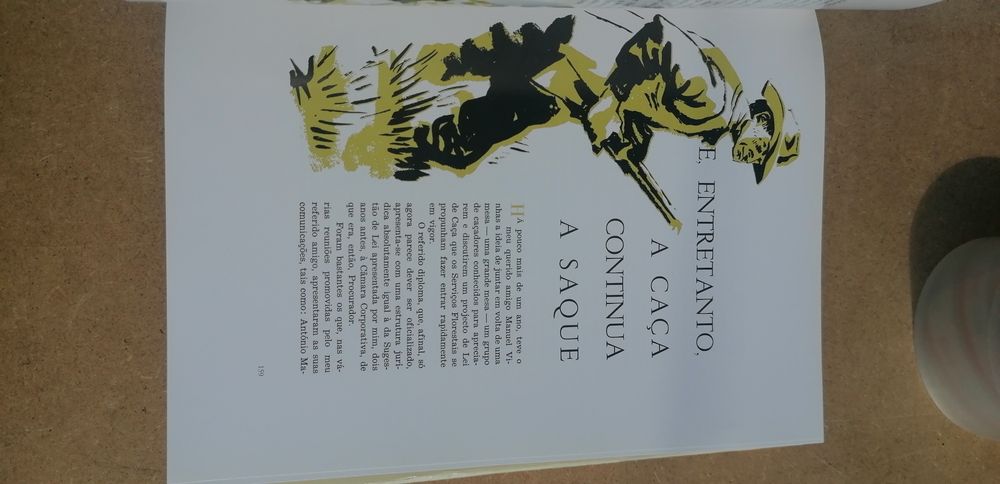 E, ENTRETANTO,
A CAÇA
CONTINUA
A SAQUE
HÁ pouco mais de um ano, teve o
meu querido amigo Manuel Vi-
nhas a ideia de juntar em volta de uma
mesa — uma grande mesa — um grupo
de caçadores conhecidos para aprecia-
rem e discutirem um projecto de Lei
de Caça que os Serviços Florestais se
propunham fazer entrar rapidamente
em vigor.
O referido diploma, que, afinal, só
agora parece dever ser oficializado,
apresenta-se com uma estrutura jurí-
dica absolutamente igual à da Suges-
tão de Lei apresentada por mim, dois
anos antes, à Câmara Corporativa, de
que era, então, Procurador.
Foram bastantes os que, nas vá-
rias reuniões promovidas pelo meu
referido amigo, apresentaram as suas
comunicações, tais como: António Ma-
159